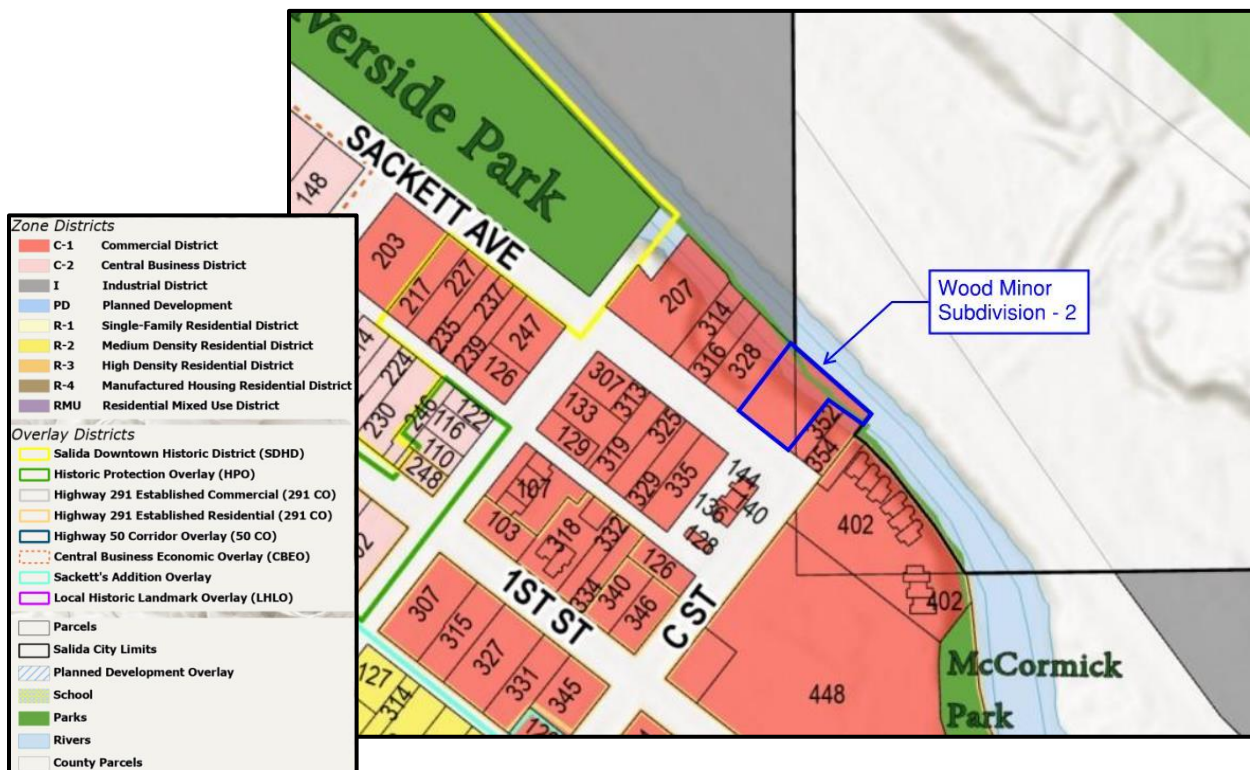 verside Park
SACKETT AVE
148
203
217
227
235
237
239
247
126
207
314
316
328
352
354
Wood Minor
Subdivision - 2
224
230
246
122
116
110
248
307
313
133
129
319
325
329
335
144
140
136
128
402
402
107
103
318
332
334
126
340
346
1ST ST
C ST
307
315
327
331
345
127
314
448
McCormick
Park
Zone Districts
C-1 Commercial District
C-2 Central Business District
I Industrial District
PD Planned Development
R-1 Single-Family Residential District
R-2 Medium Density Residential District
R-3 High Density Residential District
R-4 Manufactured Housing Residential District
RMU Residential Mixed Use District
Overlay Districts
Salida Downtown Historic District (SDHD)
Historic Protection Overlay (HPO)
Highway 291 Established Commercial (291 CO)
Highway 291 Established Residential (291 CO)
Highway 50 Corridor Overlay (50 CO)
Central Business Economic Overlay (CBEO)
Sackett's Addition Overlay
Local Historic Landmark Overlay (LHLO)
Parcels
Salida City Limits
Planned Development Overlay
School
Parks
Rivers
County Parcels